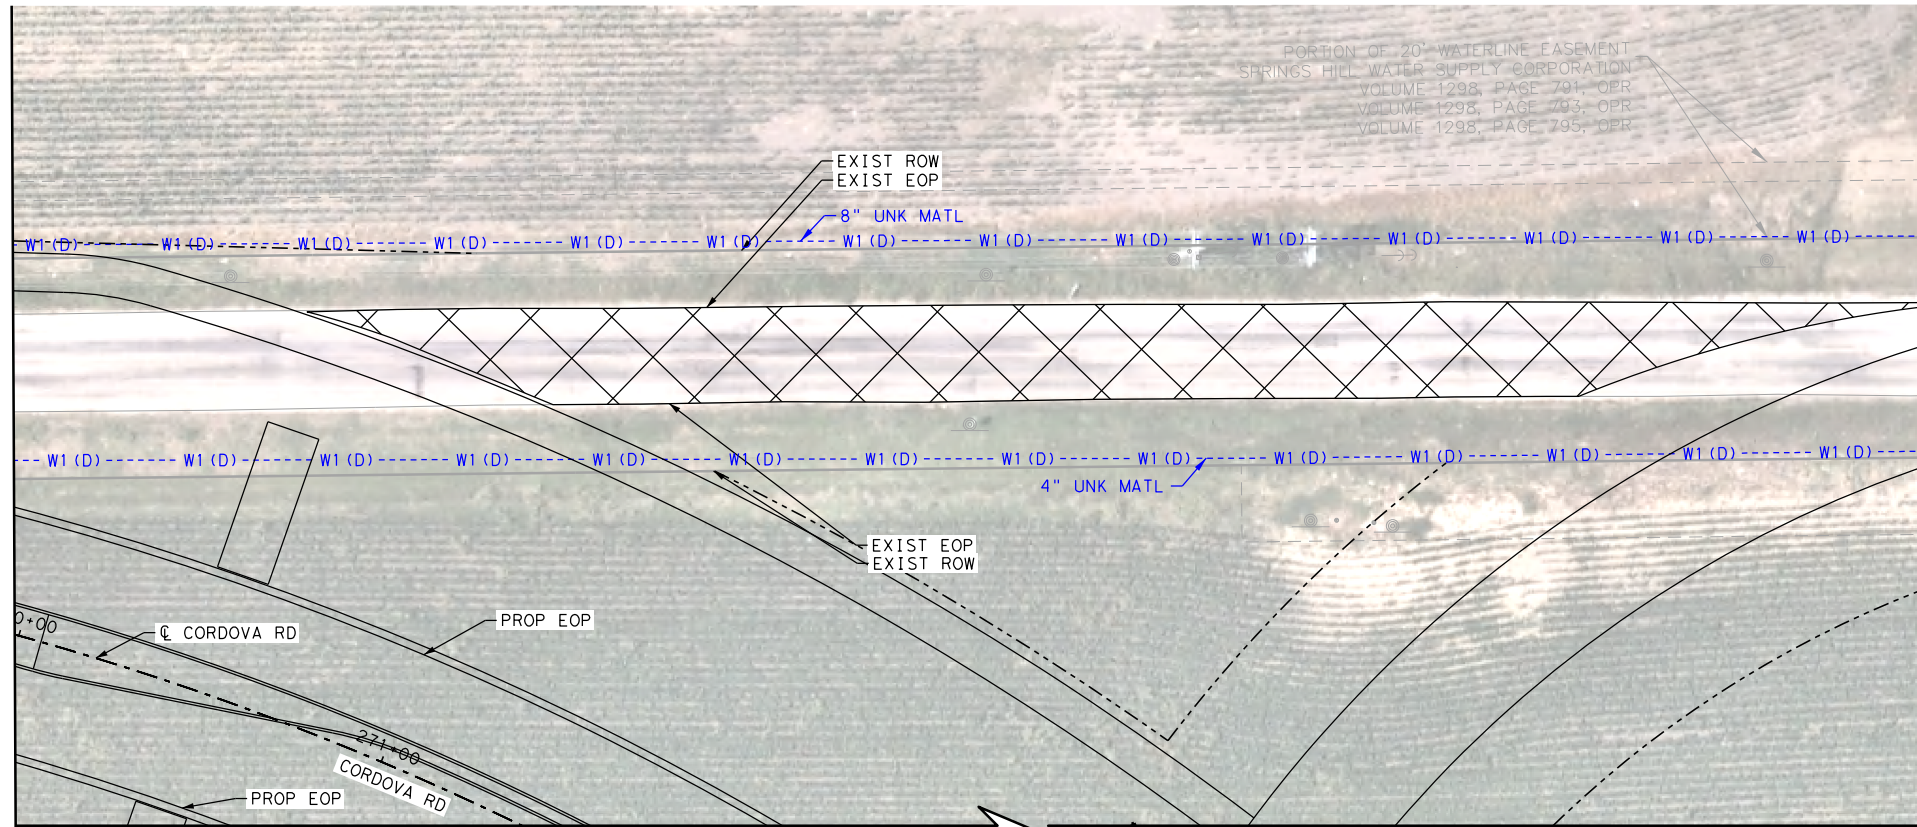 PORTION OF 20' WATERLINE EASEMENT
SPRINGS HILL WATER SUPPLY CORPORATION
VOLUME 1298, PAGE 791, OPR
VOLUME 1298, PAGE 793, OPR
VOLUME 1298, PAGE 795, OPR
EXIST ROW
EXIST EOP
8" UNK MATL
W1(D) W1(D) W1(D) W1(D) W1(D) W1(D) W1(D) W1(D) W1(D) W1(D) W1(D) W1(D) W1(D) W1(D)
W1(D) W1(D) W1(D) W1(D) W1(D) W1(D) W1(D) W1(D) W1(D) W1(D) W1(D) W1(D) W1(D) W1(D)
4" UNK MATL
EXIST EOP
EXIST ROW
PROP EOP
0+00
℄ CORDOVA RD
271+00
CORDOVA RD
PROP EOP